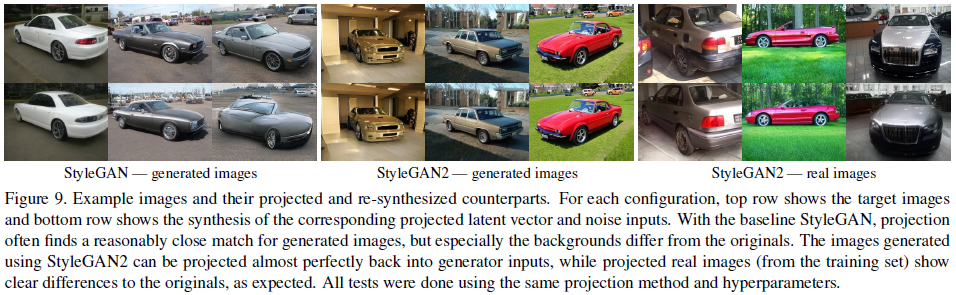 StyleGAN — generated images
StyleGAN2 — generated images
StyleGAN2 — real images
Figure 9. Example images and their projected and re-synthesized counterparts. For each configuration, top row shows the target images
and bottom row shows the synthesis of the corresponding projected latent vector and noise inputs. With the baseline StyleGAN, projection
often finds a reasonably close match for generated images, but especially the backgrounds differ from the originals. The images generated
using StyleGAN2 can be projected almost perfectly back into generator inputs, while projected real images (from the training set) show
clear differences to the originals, as expected. All tests were done using the same projection method and hyperparameters.